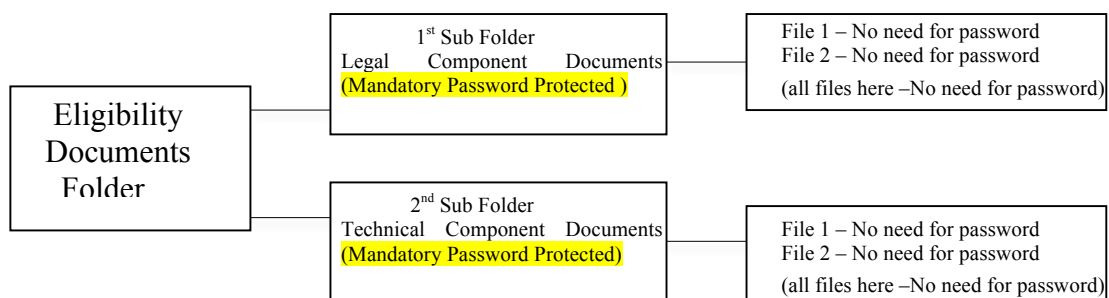 Eligibility
Documents
Folder
1st Sub Folder
Legal Component Documents
(Mandatory Password Protected )
File 1 – No need for password
File 2 – No need for password
(all files here –No need for password)
2nd Sub Folder
Technical Component Documents
(Mandatory Password Protected)
File 1 – No need for password
File 2 – No need for password
(all files here –No need for password)